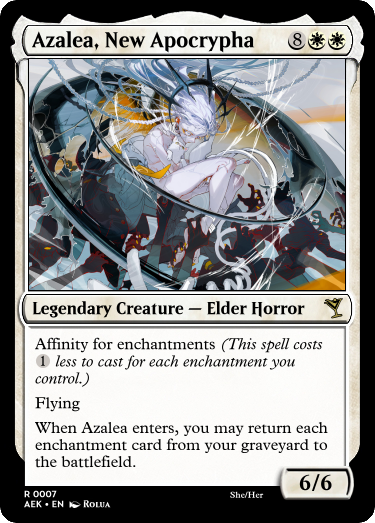 Azalea, New Apocrypha 8
Legendary Creature — Elder Horror
Affinity for enchantments (This spell costs
1 less to cast for each enchantment you
control.)
Flying
When Azalea enters, you may return each
enchantment card from your graveyard to
the battlefield.
6/6
R 0007
AEK • EN Rolua
She/Her